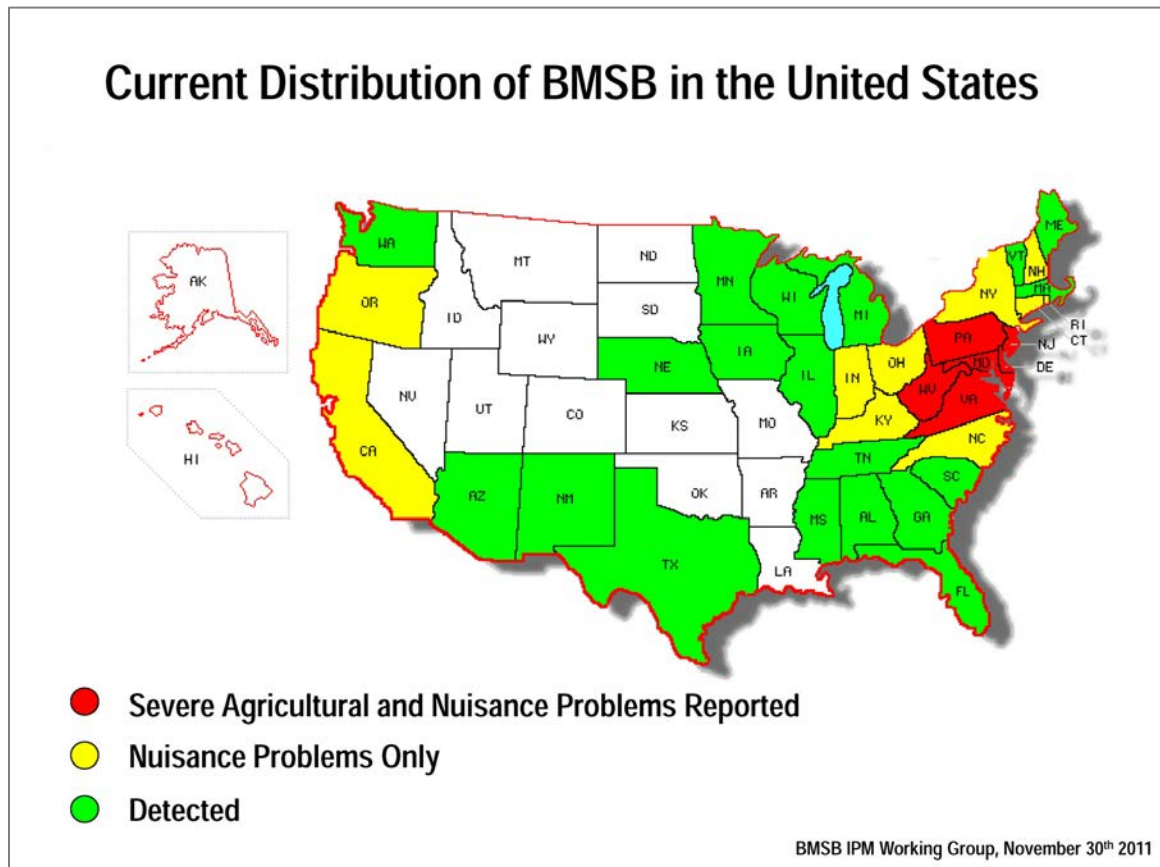 Current Distribution of BMSB in the United States
WA
ME
MT
ND
VT
NH
MN
AK
OR
MA
NY
WI
ID
SD
MI
RI
WY
CT
PA
NJ
IA
MD
DE
NE
OH
IN
IL
NV
WV
UT
VA
CO
KS
MO
KY
CA
NC
HI
TN
SC
OK
AR
AZ
NM
MS
AL
GA
TX
LA
FL
Severe Agricultural and Nuisance Problems Reported
Nuisance Problems Only
Detected
BMSB IPM Working Group, November 30th 2011